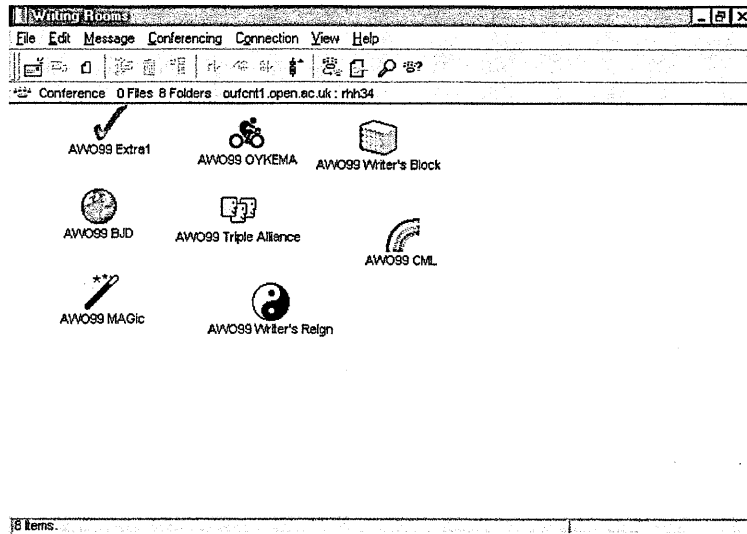 Writing Rooms
File Edit Message Conferencing Connection View Help
Conference 0 Files 8 Folders oufcnt1.open.ac.uk : rhh34
AWO99 Extra1
AWO99 OYKEMA
AWO99 Writer's Block
AWO99 BJD
AWO99 Triple Alliance
AWO99 CML
AWO99 MAGic
AWO99 Writer's Reign
8 Items.